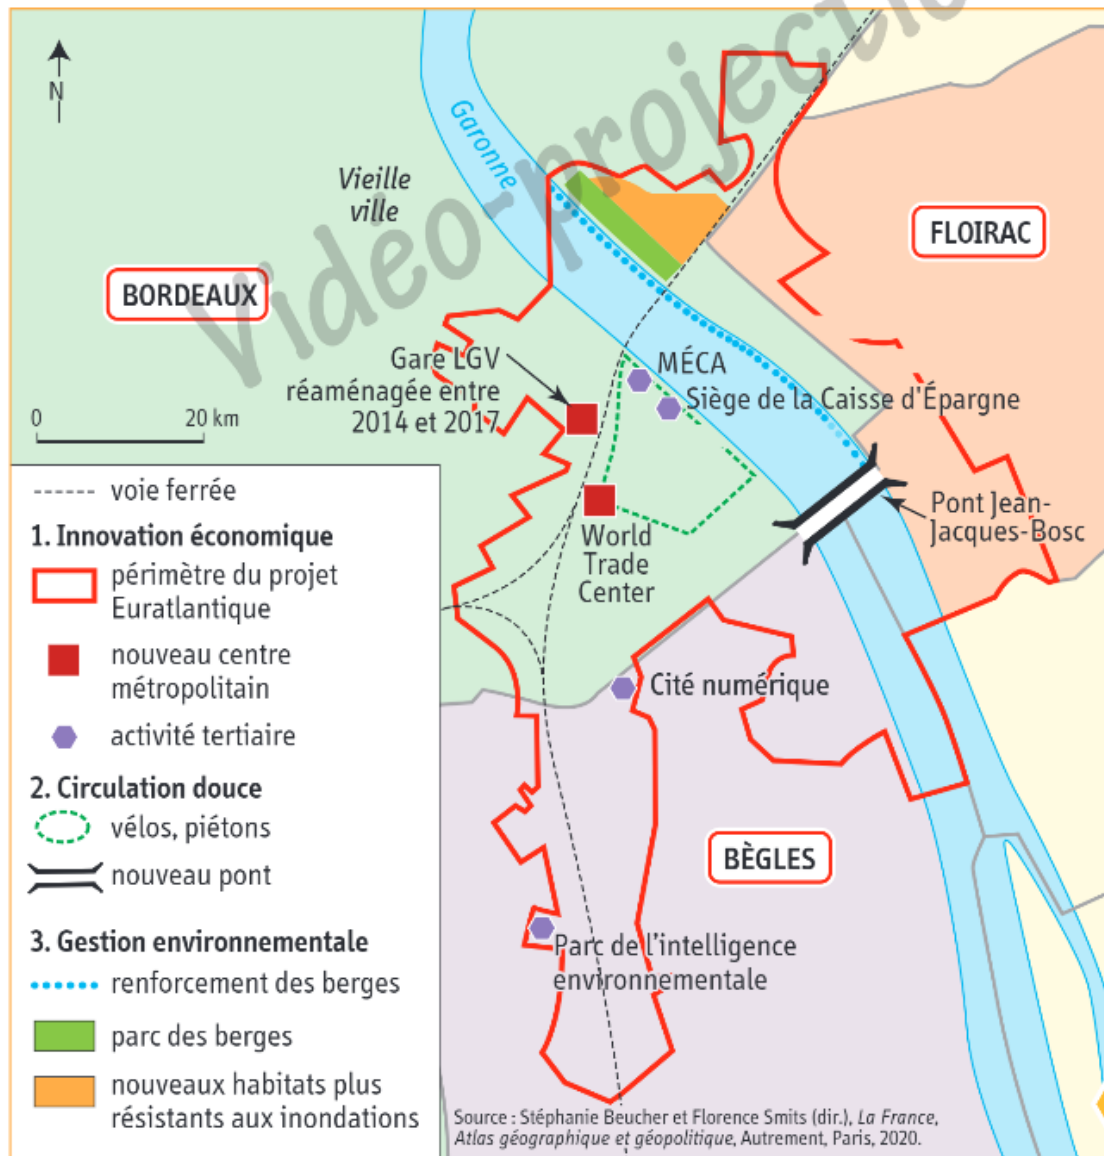 Vidéo-projection
N
Garonne
Vieille
ville
FLOIRAC
BORDEAUX
Gare LGV
réaménagée entre
2014 et 2017
MÉCA
Siège de la Caisse d'Épargne
0 20 km
Pont Jean-
Jacques-Bosc
World
Trade
Center
voie ferrée
1. Innovation économique
périmètre du projet
Euratlantique
nouveau centre
métropolitain
activité tertiaire
2. Circulation douce
vélos, piétons
nouveau pont
3. Gestion environnementale
renforcement des berges
parc des berges
nouveaux habitats plus
résistants aux inondations
Cité numérique
BÈGLES
Parc de l'intelligence
environnementale
Source : Stéphanie Beucher et Florence Smits (dir.), La France,
Atlas géographique et géopolitique, Autrement, Paris, 2020.